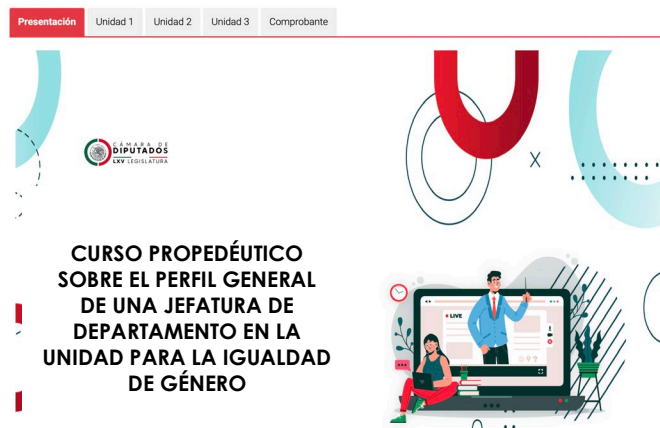 Presentación Unidad 1 Unidad 2 Unidad 3 Comprobante
CÁMARA DE
DIPUTADOS
LXV LEGISLATURA
CURSO PROPEDÉUTICO
SOBRE EL PERFIL GENERAL
DE UNA JEFATURA DE
DEPARTAMENTO EN LA
UNIDAD PARA LA IGUALDAD
DE GÉNERO
LIVE